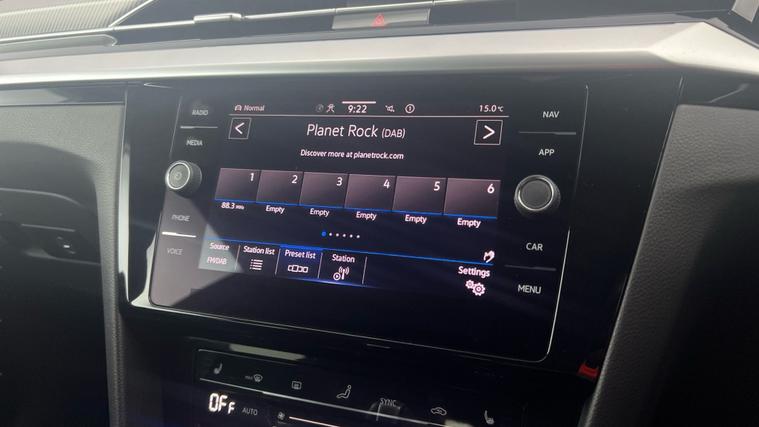 RADIO
MEDIA
PHONE
VOICE
Normal
9:22
15.0 °C
Planet Rock (DAB)
Discover more at planetrock.com
1 2 3 4 5 6
88.3 MHz Empty Empty Empty Empty Empty
Source Station list Preset list Station Settings
FM/DAB
NAV
APP
CAR
MENU
OFF AUTO SYNC
MAX